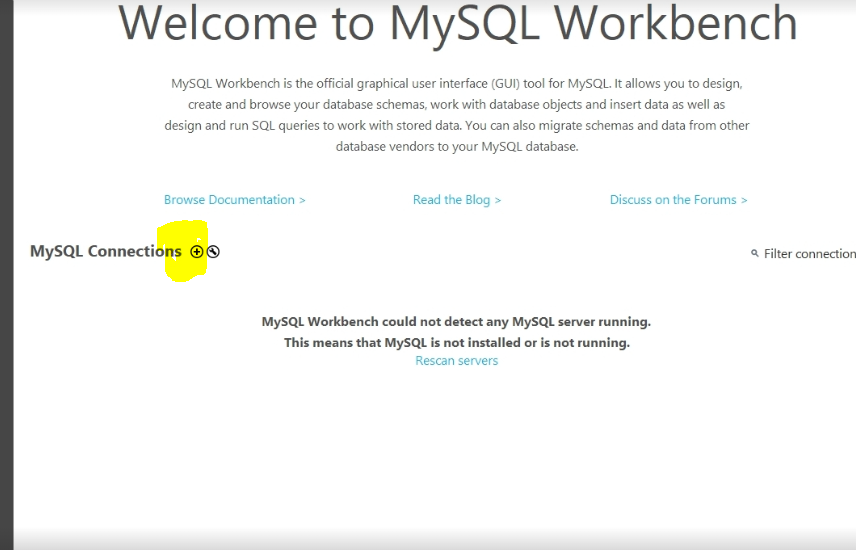 Welcome to MySQL Workbench
MySQL Workbench is the official graphical user interface (GUI) tool for MySQL. It allows you to design,
create and browse your database schemas, work with database objects and insert data as well as
design and run SQL queries to work with stored data. You can also migrate schemas and data from other
database vendors to your MySQL database.
Browse Documentation > Read the Blog > Discuss on the Forums >
MySQL Connections Filter connection
MySQL Workbench could not detect any MySQL server running.
This means that MySQL is not installed or is not running.
Rescan servers